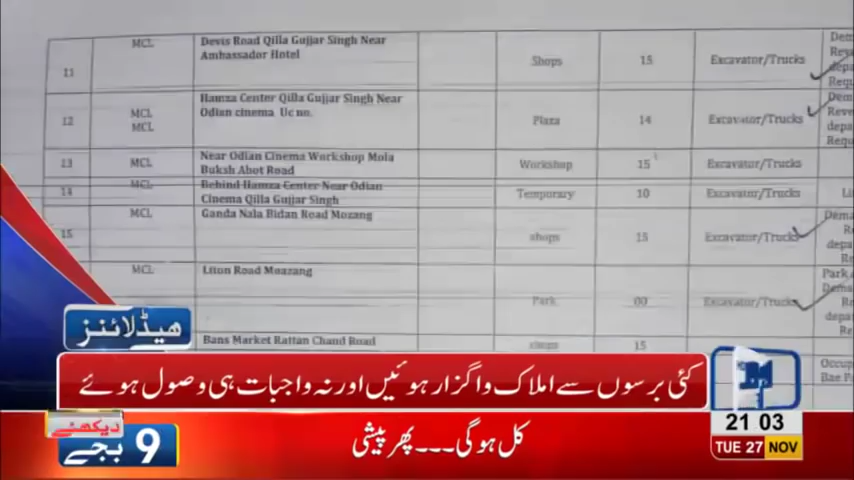 11 MCL Devis Road Qilla Gujjar Singh Near Ambassador Hotel Shops 15 Excavator/Trucks
12 MCL MCL Hamza Center Qilla Gujjar Singh Near Odian cinema Uc no. Plaza 14 Excavator/Trucks
13 MCL Near Odian Cinema Workshop Mola Buksh Abot Road Workshop 15 Excavator/Trucks
14 MCL Behind Hamza Center Near Odian Cinema Qilla Gujjar Singh Temporary 10 Excavator/Trucks
15 MCL Ganda Nala Bidan Road Mozang shops 15 Excavator/Trucks
MCL Liton Road Moazang Park 00 Excavator/Trucks
Bans Market Rattan Chand Road 15
ہیڈلائنز
کئی برسوں سے املاک واگزار ہوئیں اور نہ واجبات ہی وصول ہوئے
دیکھئے
9 بجے
کل ہوگی۔۔۔ پھر پیشی
21 03
TUE 27 NOV